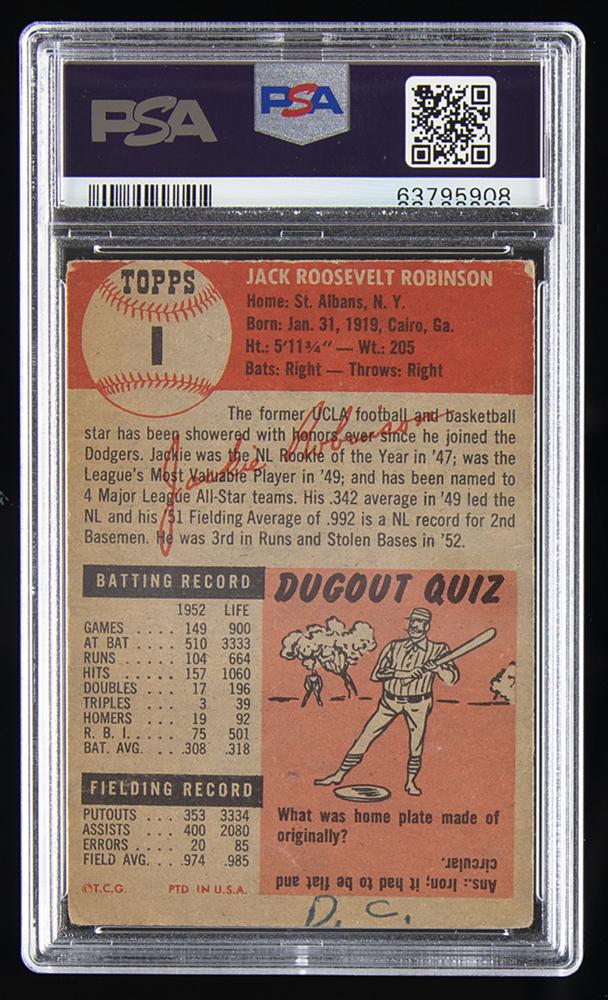 PSA PSA
63795908
TOPPS
1
JACK ROOSEVELT ROBINSON
Home: St. Albans, N. Y.
Born: Jan. 31, 1919, Cairo, Ga.
Ht.: 5'11¾" — Wt.: 205
Bats: Right — Throws: Right
The former UCLA football and basketball
star has been showered with honors ever since he joined the
Dodgers. Jackie was the NL Rookie of the Year in '47; was the
League's Most Valuable Player in '49; and has been named to
4 Major League All-Star teams. His .342 average in '49 led the
NL and his '51 Fielding Average of .992 is a NL record for 2nd
Basemen. He was 3rd in Runs and Stolen Bases in '52.
Jackie Robinson
BATTING RECORD
1952 LIFE
GAMES .... 149 900
AT BAT .... 510 3333
RUNS .... 104 664
HITS .... 157 1060
DOUBLES ... 17 196
TRIPLES ... 3 39
HOMERS ... 19 92
R. B. I..... 75 501
BAT. AVG. .. .308 .318
FIELDING RECORD
PUTOUTS ... 353 3334
ASSISTS ... 400 2080
ERRORS .... 20 85
FIELD AVG. .. .974 .985
©T.C.G. PTD IN U.S.A.
DUGOUT QUIZ
What was home plate made of
originally?
Ans.: Iron; it had to be flat and
circular.
D. C.